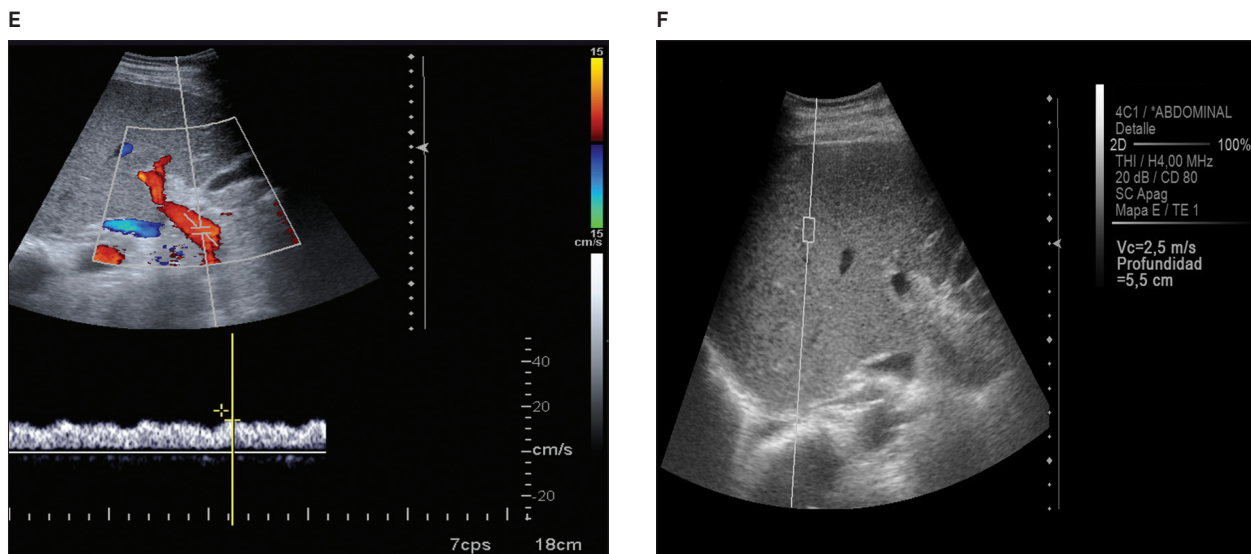 E
F
15
15
cm/s
40
20
cm/s
-20
7cps 18cm
4C1 / *ABDOMINAL
Detalle
2D 100%
THI / H4,00 MHz
20 dB / CD 80
SC Apag
Mapa E / TE 1
Vc=2,5 m/s
Profundidad
=5,5 cm